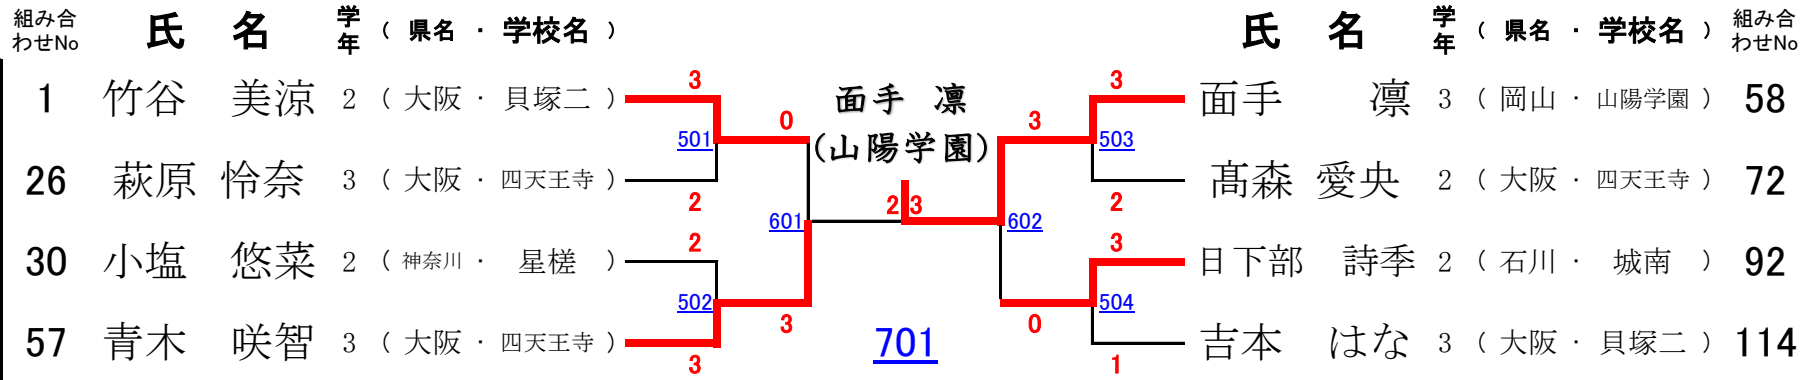 組み合わせNo 氏 名 学年 ( 県名 ・ 学校名 ) 氏 名 学年 ( 県名 ・ 学校名 ) 組み合わせNo
1 竹谷 美涼 2 ( 大阪 ・ 貝塚二 ) 3 面手 凛 3 面手 凛 3 ( 岡山 ・ 山陽学園 ) 58
501 0 (山陽学園) 3 503
26 萩原 怜奈 3 ( 大阪 ・ 四天王寺 ) 2 2 3 2 髙森 愛央 2 ( 大阪 ・ 四天王寺 ) 72
601 602
30 小塩 悠菜 2 ( 神奈川 ・ 星槎 ) 2 3 日下部 詩季 2 ( 石川 ・ 城南 ) 92
502 3 0 504
57 青木 咲智 3 ( 大阪 ・ 四天王寺 ) 3 701 1 吉本 はな 3 ( 大阪 ・ 貝塚二 ) 114